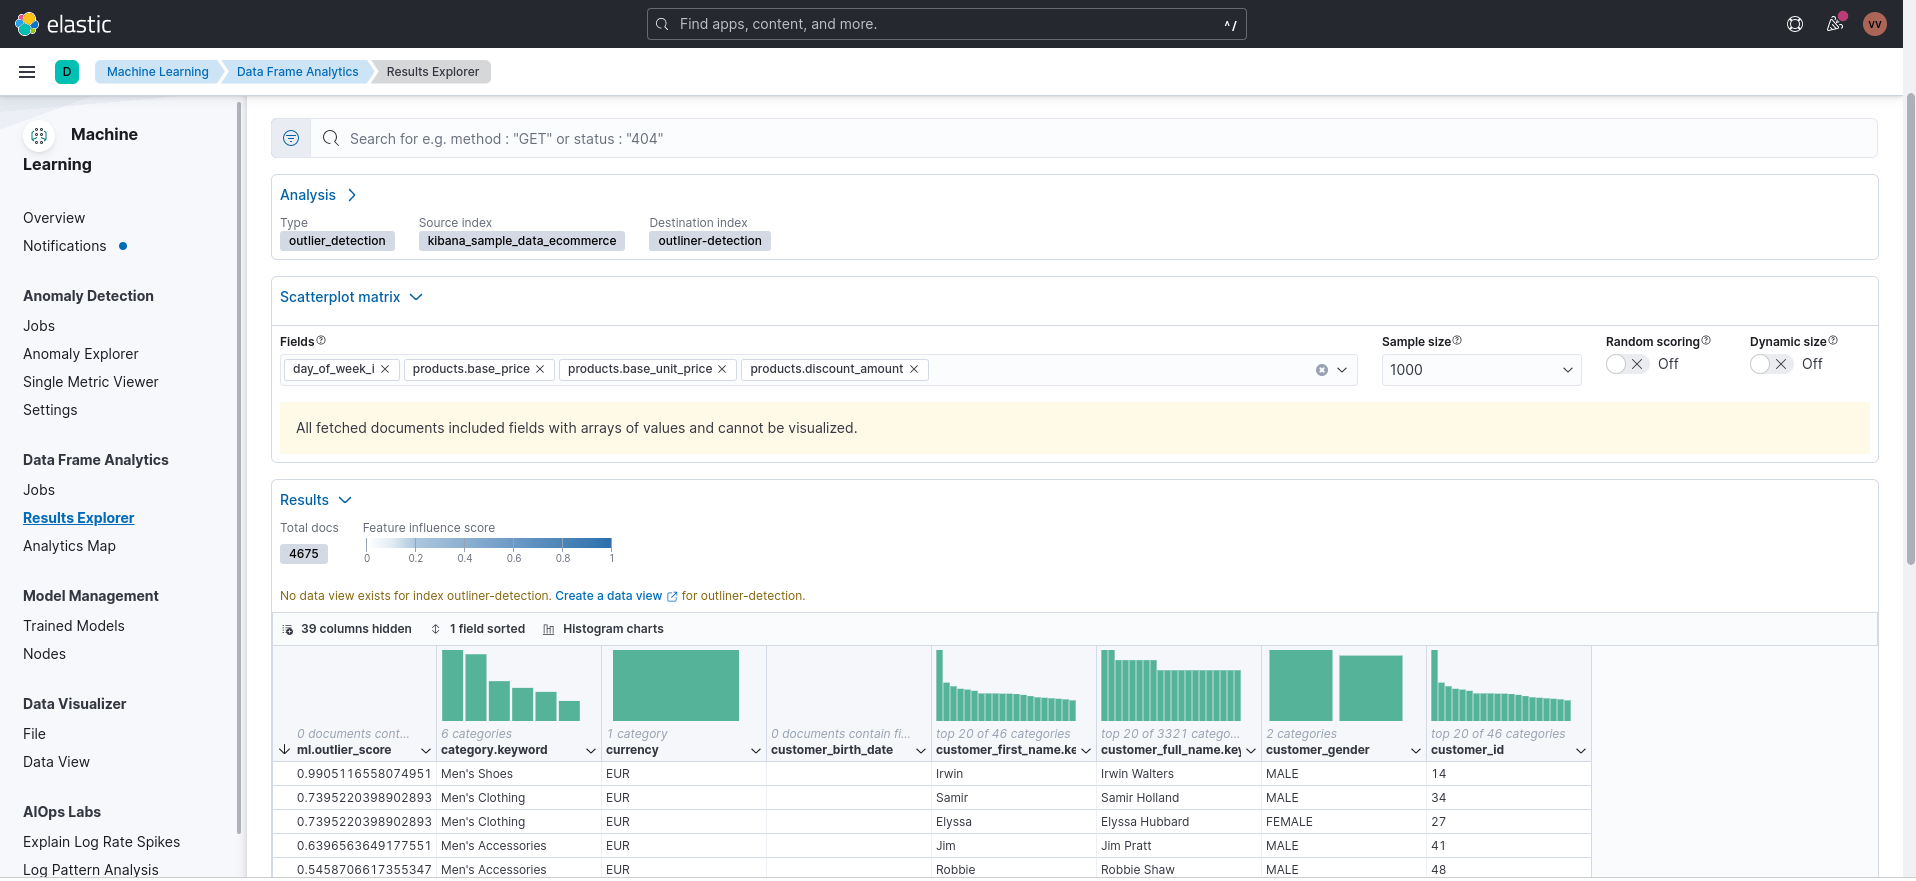 elastic
Find apps, content, and more.
^/
VV
D
Machine Learning
Data Frame Analytics
Results Explorer
Machine
Learning
Overview
Notifications
Anomaly Detection
Jobs
Anomaly Explorer
Single Metric Viewer
Settings
Data Frame Analytics
Jobs
Results Explorer
Analytics Map
Model Management
Trained Models
Nodes
Data Visualizer
File
Data View
AIOps Labs
Explain Log Rate Spikes
Log Pattern Analysis
Search for e.g. method : "GET" or status : "404"
Analysis
Type Source index Destination index
outlier_detection kibana_sample_data_ecommerce outliner-detection
Scatterplot matrix
Fields Sample size Random scoring Dynamic size
day_of_week_i products.base_price products.base_unit_price products.discount_amount 1000 Off Off
All fetched documents included fields with arrays of values and cannot be visualized.
Results
Total docs Feature influence score
4675
0 0.2 0.4 0.6 0.8 1
No data view exists for index outliner-detection. Create a data view for outliner-detection.
39 columns hidden 1 field sorted Histogram charts
0 documents cont... 6 categories 1 category 0 documents contain fi... top 20 of 46 categories top 20 of 3321 catego... 2 categories top 20 of 46 categories
ml.outlier_score category.keyword currency customer_birth_date customer_first_name.ke customer_full_name.key customer_gender customer_id
0.9905116558074951 Men's Shoes EUR Irwin Irwin Walters MALE 14
0.7395220398902893 Men's Clothing EUR Samir Samir Holland MALE 34
0.7395220398902893 Men's Clothing EUR Elyssa Elyssa Hubbard FEMALE 27
0.6396563649177551 Men's Accessories EUR Jim Jim Pratt MALE 41
0.5458706617355347 Men's Accessories EUR Robbie Robbie Shaw MALE 48